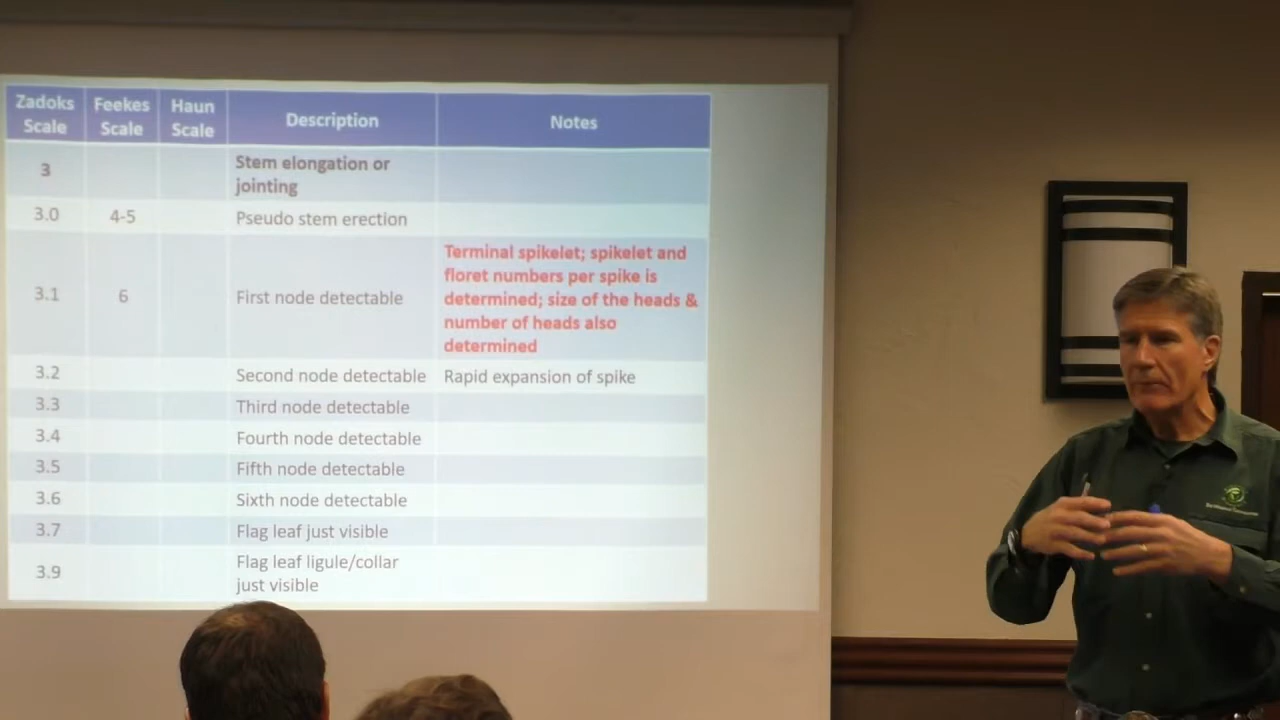 Zadoks Scale Feekes Scale Haun Scale Description Notes
3 Stem elongation or jointing
3.0 4-5 Pseudo stem erection
3.1 6 First node detectable Terminal spikelet; spikelet and
floret numbers per spike is
determined; size of the heads &
number of heads also
determined
3.2 Second node detectable Rapid expansion of spike
3.3 Third node detectable
3.4 Fourth node detectable
3.5 Fifth node detectable
3.6 Sixth node detectable
3.7 Flag leaf just visible
3.9 Flag leaf ligule/collar
just visible